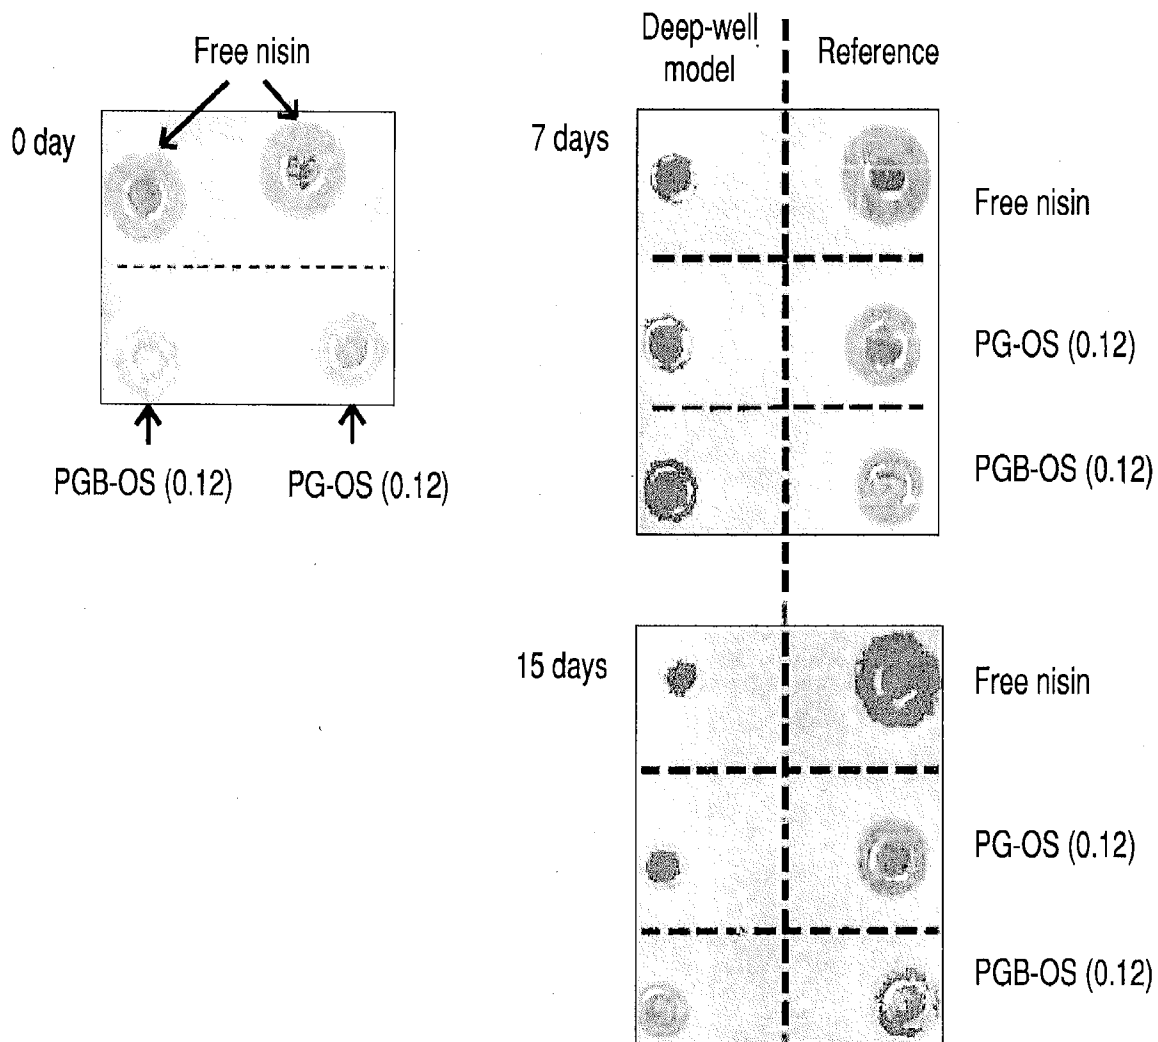 Free nisin
0 day
PGB-OS (0.12)
PG-OS (0.12)
Deep-well
model
Reference
7 days
Free nisin
PG-OS (0.12)
PGB-OS (0.12)
15 days
Free nisin
PG-OS (0.12)
PGB-OS (0.12)